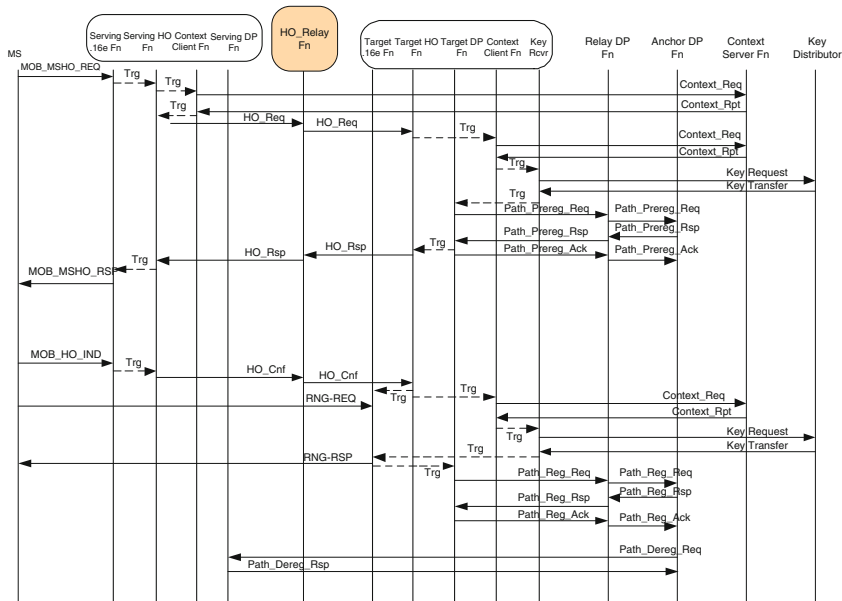 HO_Relay
Fn
Serving Serving HO Context Serving DP
.16e Fn Fn Client Fn Fn
Target Target HO Target DP Context Key
.16e Fn Fn Fn Client Fn Rcvr
Relay DP Anchor DP Context Key
Fn Fn Server Fn Distributor
MS
MOB_MSHO_REQ
Trg
Trg
Context_Req
Trg
Context_Rpt
HO_Req
HO_Req
Trg
Context_Req
Context_Rpt
Trg
Key Request
Key Transfer
Trg
Path_Prereg_Req
Path_Prereg_Req
Path_Prereg_Rsp
Path_Prereg_Rsp
HO_Rsp
HO_Rsp
Trg
Path_Prereg_Ack
Path_Prereg_Ack
Trg
MOB_MSHO_RSP
MOB_HO_IND
Trg
HO_Cnf
HO_Cnf
Trg
Trg
Context_Req
RNG-REQ
Context_Rpt
Trg
Key Request
Key Transfer
Trg
RNG-RSP
Trg
Path_Reg_Req
Path_Reg_Req
Path_Reg_Rsp
Path_Reg_Rsp
Path_Reg_Ack
Path_Reg_Ack
Path_Dereg_Req
Path_Dereg_Rsp